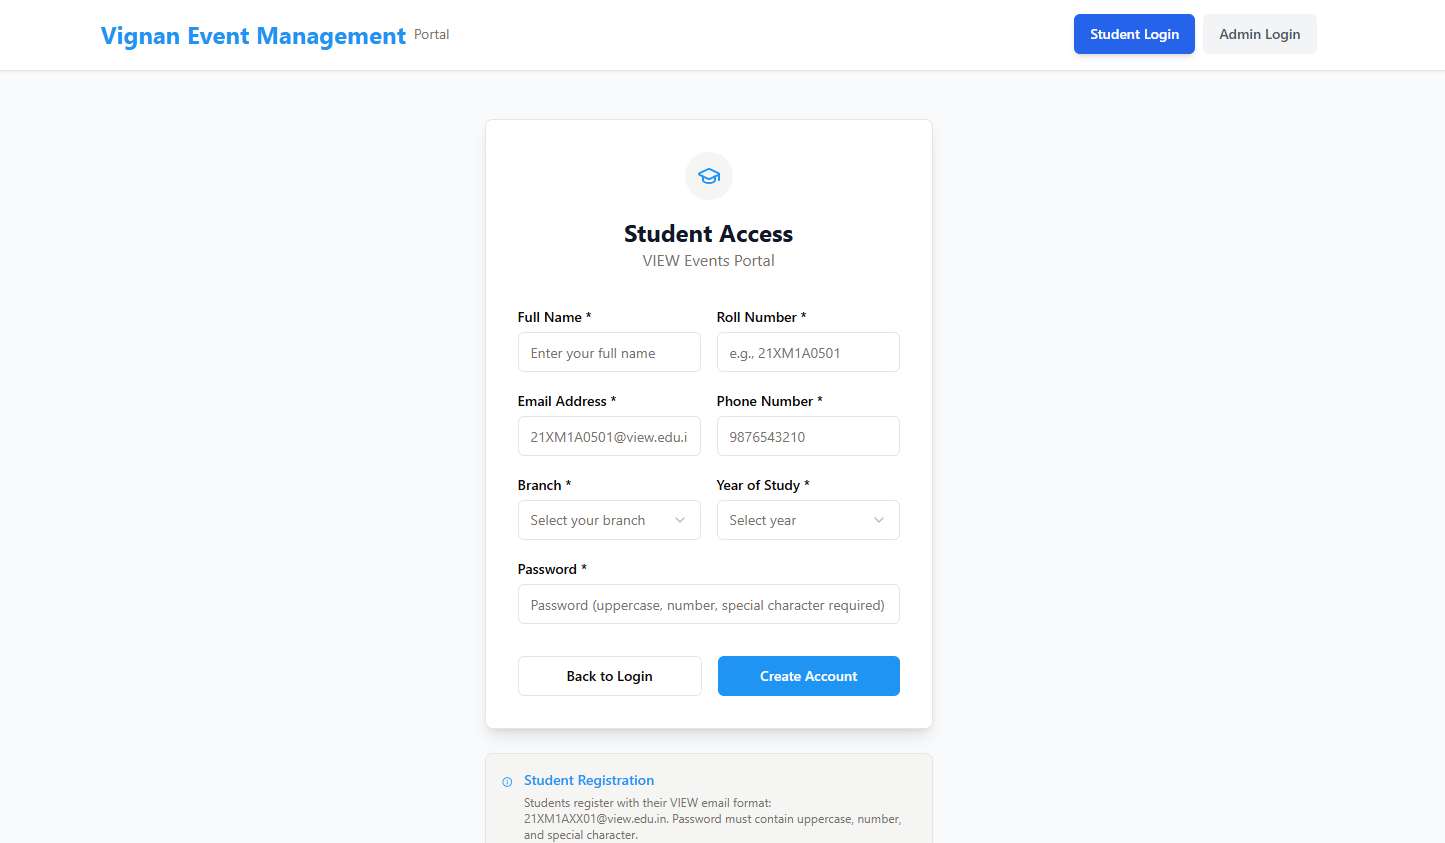 Vignan Event Management Portal
Student Login
Admin Login
Student Access
VIEW Events Portal
Full Name *
Roll Number *
Enter your full name
e.g., 21XM1A0501
Email Address *
Phone Number *
21XM1A0501@view.edu.i
9876543210
Branch *
Year of Study *
Select your branch
Select year
Password *
Password (uppercase, number, special character required)
Back to Login
Create Account
Student Registration
Students register with their VIEW email format:
21XM1AXX01@view.edu.in. Password must contain uppercase, number,
and special character.